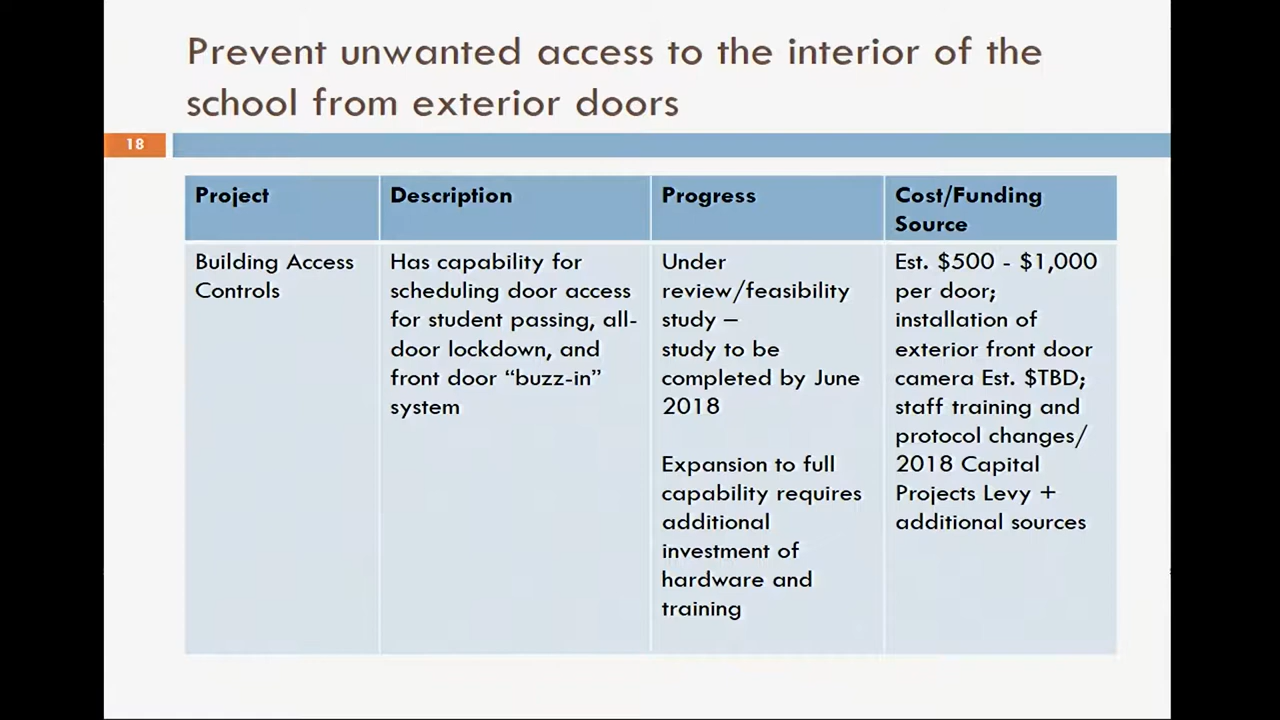 Prevent unwanted access to the interior of the
school from exterior doors
18
Project
Description
Progress
Cost/Funding
Source
Building Access
Controls
Has capability for
scheduling door access
for student passing, all-
door lockdown, and
front door “buzz-in”
system
Under
review/feasibility
study –
study to be
completed by June
2018
Expansion to full
capability requires
additional
investment of
hardware and
training
Est. $500 - $1,000
per door;
installation of
exterior front door
camera Est. $TBD;
staff training and
protocol changes/
2018 Capital
Projects Levy +
additional sources